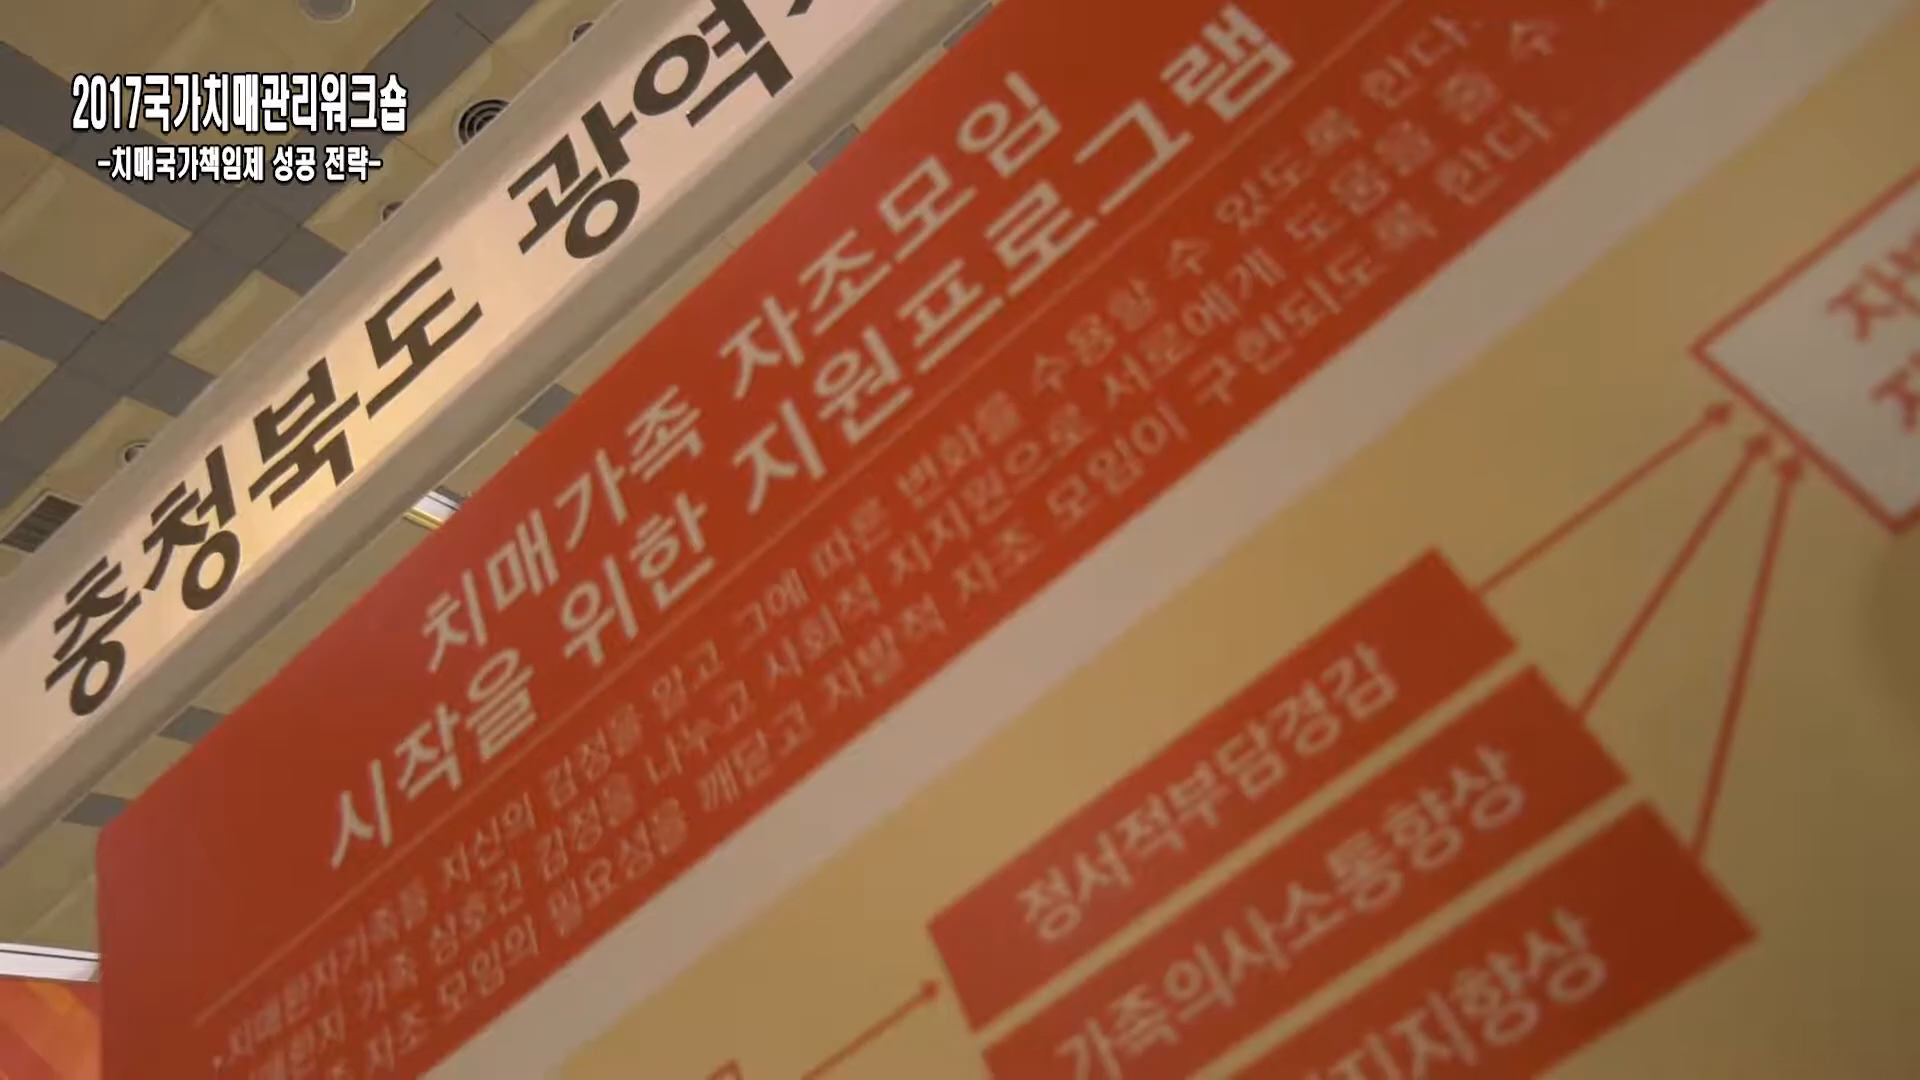 2017국가치매관리워크숍
-치매국가책임제 성공 전략-
충청북도 광역
치매가족 자조모임
시작을 위한 지원프로그램
치매환자가족들 자신의 감정을 알고 그에 따른 변화를 수용할 수 있도록 한다.
가족 상호간 감정을 나누고 사회적 지지원으로 서로에게 도움을 줄 수
자조 모임의 필요성을 깨닫고 자발적 자조 모임이 구현되도록 한다.
정서적부담경감
가족의사소통향상
지지향상